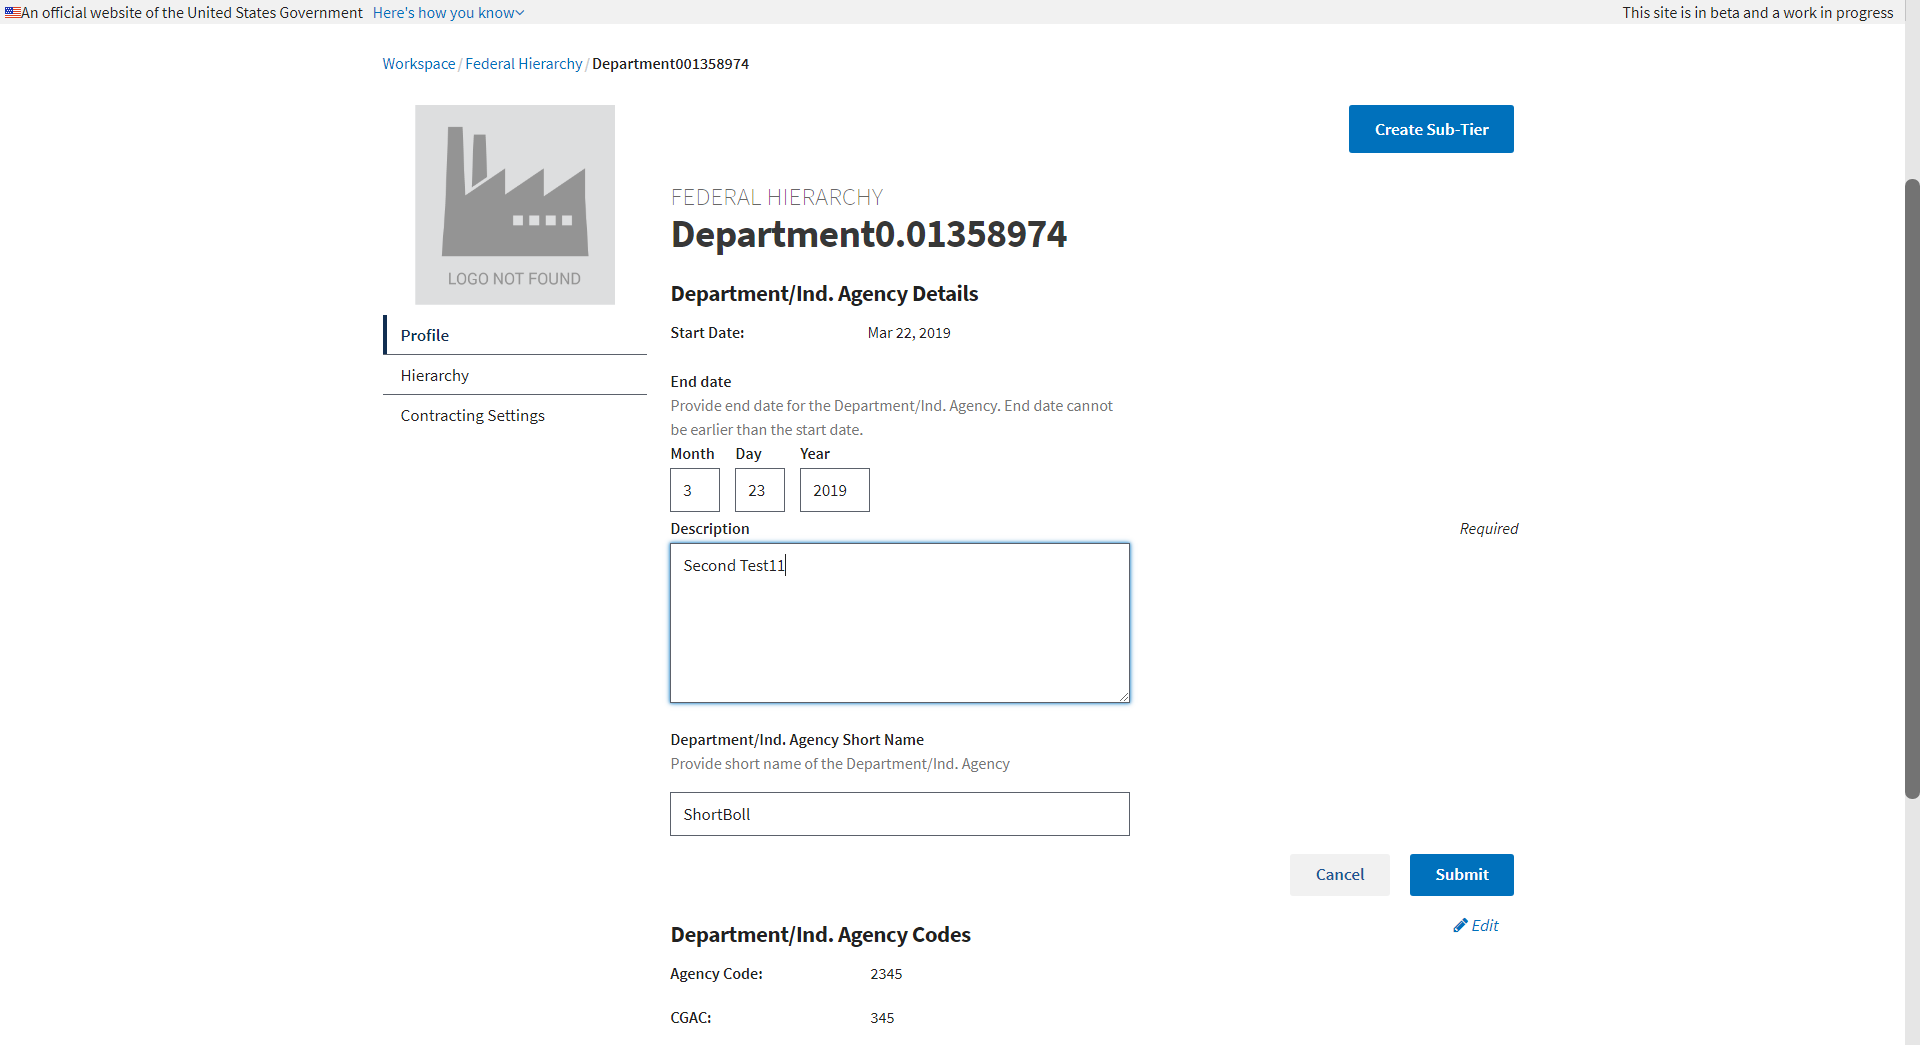 An official website of the United States Government Here's how you know
This site is in beta and a work in progress
Workspace / Federal Hierarchy / Department001358974
LOGO NOT FOUND
Create Sub-Tier
FEDERAL HIERARCHY
Department0.01358974
Profile
Hierarchy
Contracting Settings
Department/Ind. Agency Details
Start Date: Mar 22, 2019
End date
Provide end date for the Department/Ind. Agency. End date cannot
be earlier than the start date.
Month Day Year
3 23 2019
Description Required
Second Test11
Department/Ind. Agency Short Name
Provide short name of the Department/Ind. Agency
ShortBoll
Cancel Submit
Department/Ind. Agency Codes Edit
Agency Code: 2345
CGAC: 345